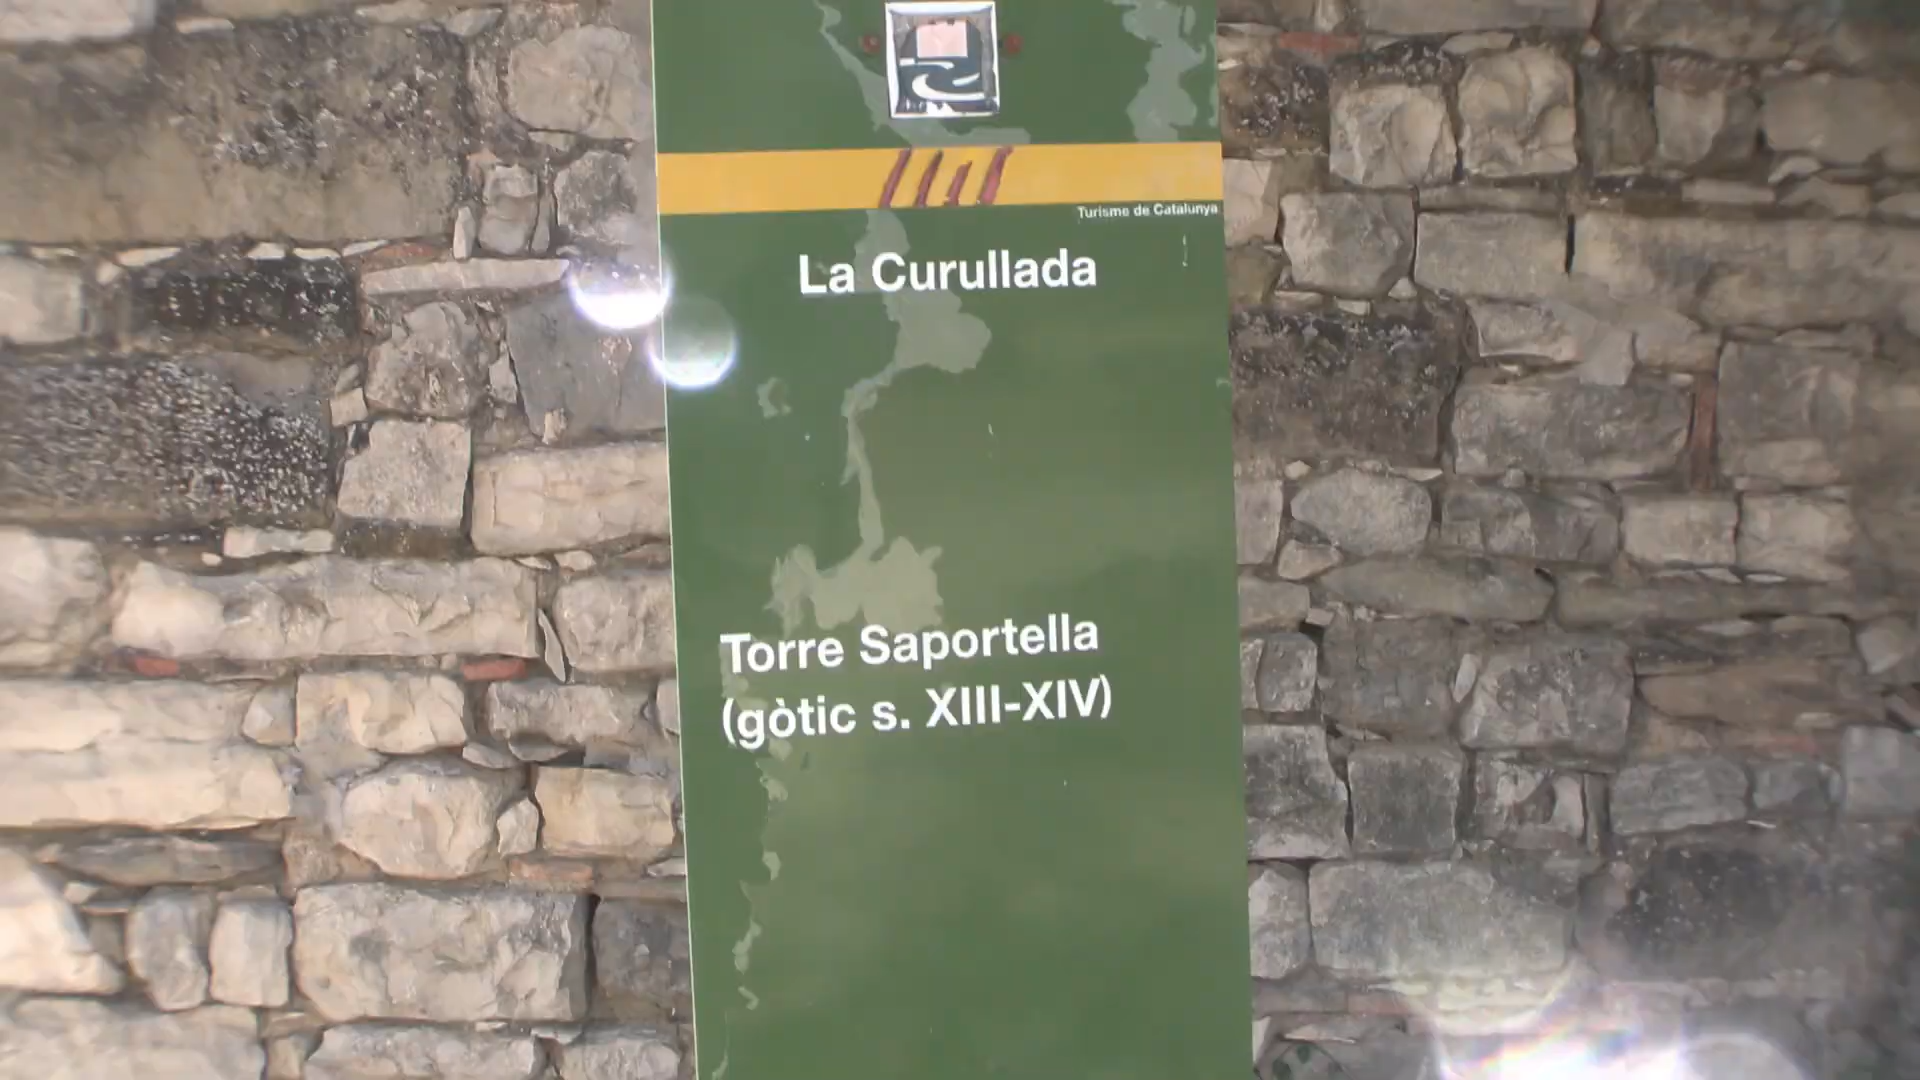 Turisme de Catalunya
La Curullada
Torre Saportella
(gòtic s. XIII-XIV)